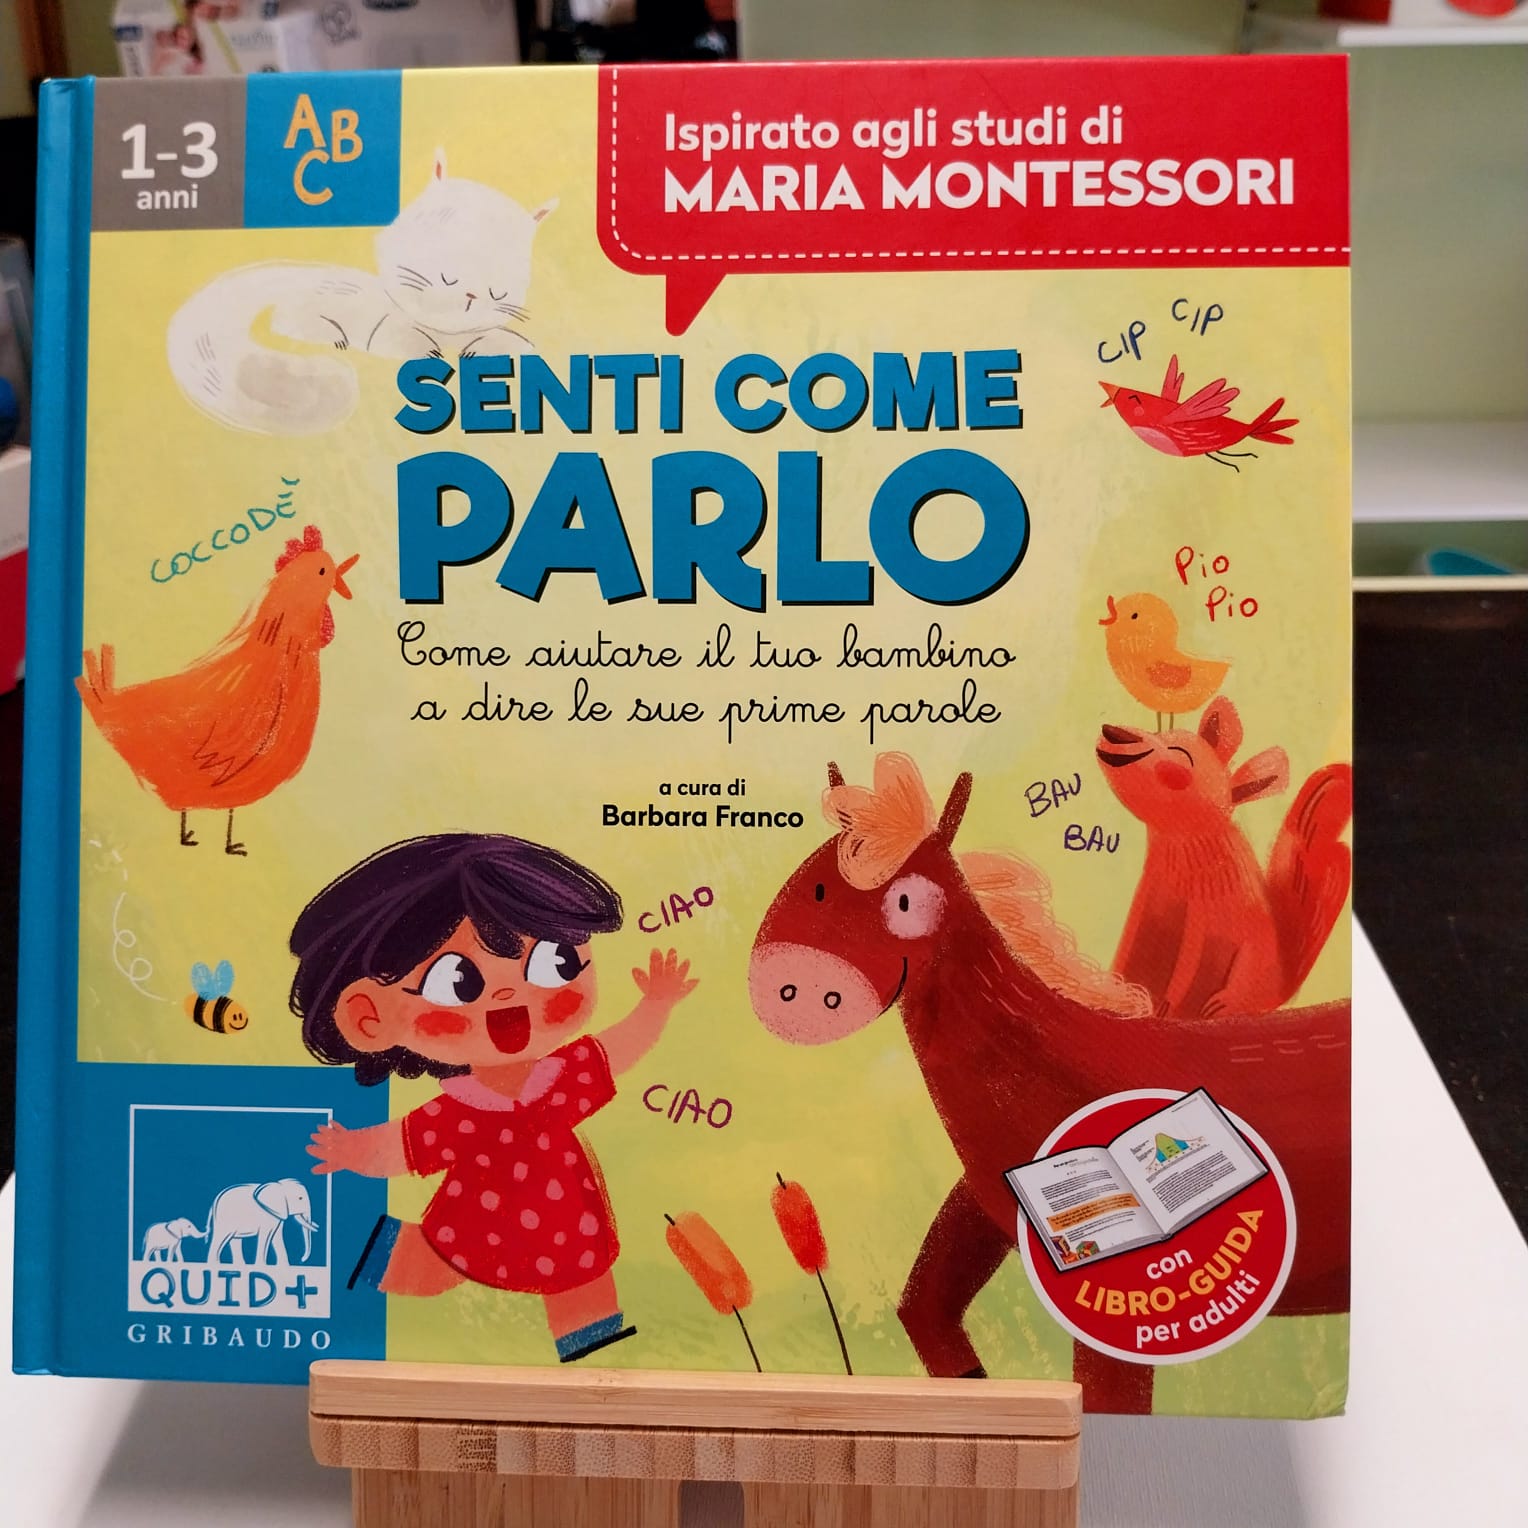 1-3
anni
AB
C
Ispirato agli studi di
MARIA MONTESSORI
SENTI COME
PARLO
Come aiutare il tuo bambino
a dire le sue prime parole
a cura di
Barbara Franco
CIP CIP
COCCODÈ
PiO
PiO
BAU
BAU
CIAO
CIAO
QUID+
GRIBAUDO
con
LIBRO-GUIDA
per adulti